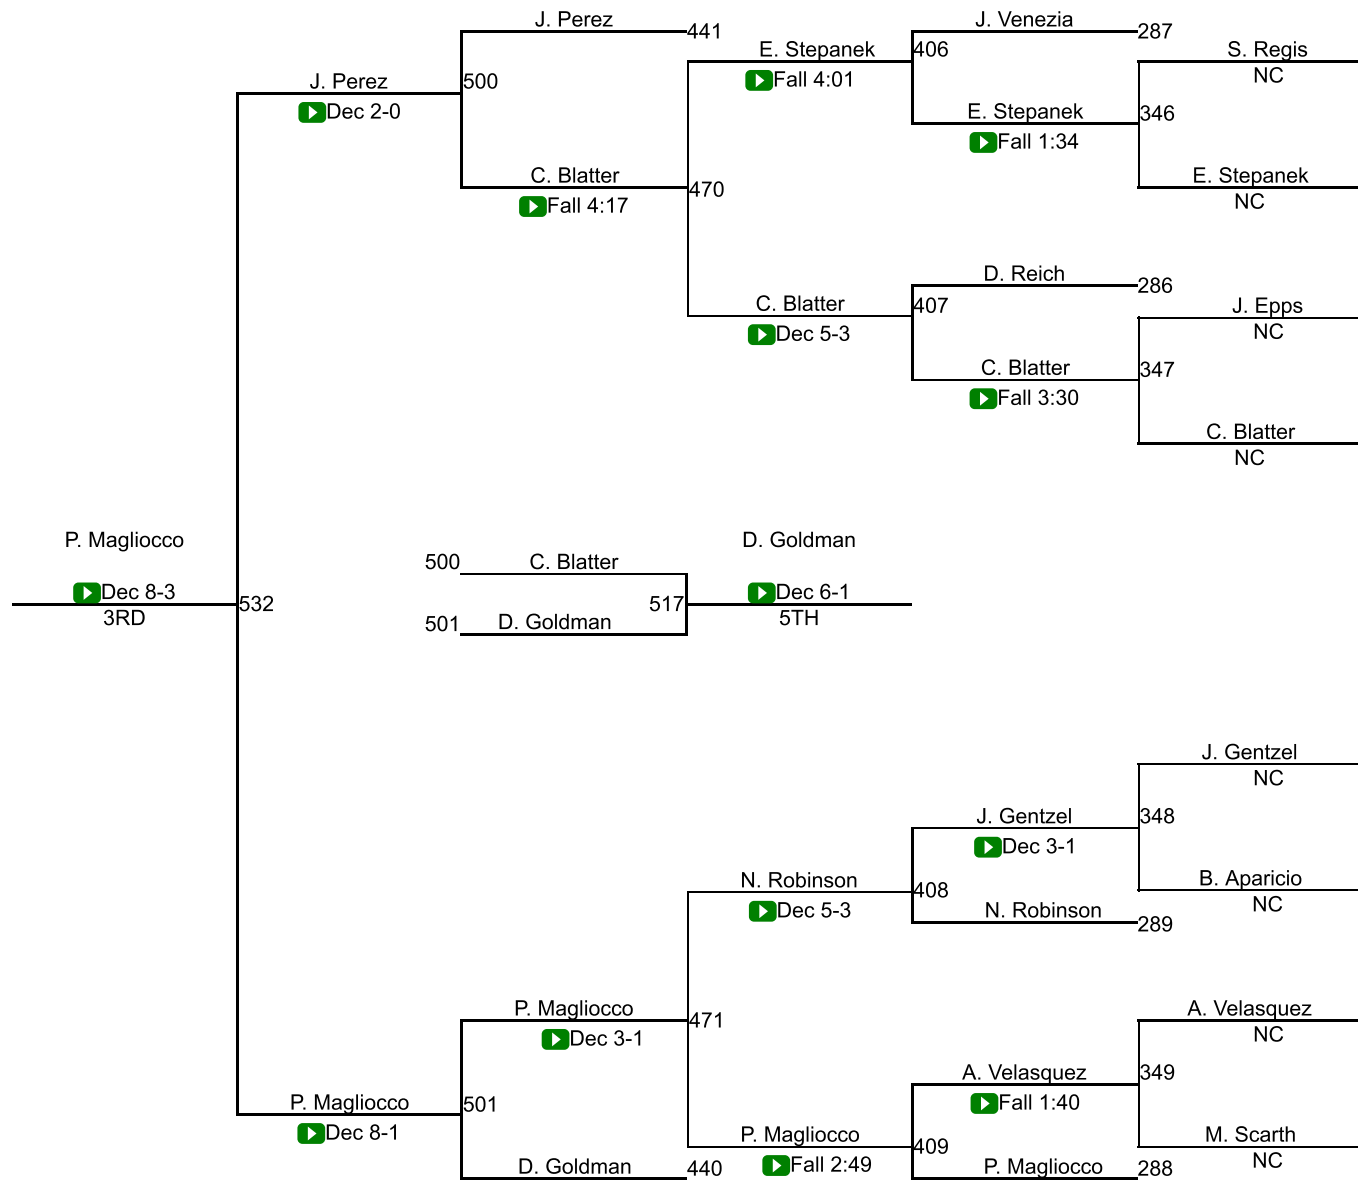 J. Perez
441
J. Venezia
287
E. Stepanek
406
S. Regis
NC
Fall 4:01
J. Perez
500
Dec 2-0
E. Stepanek
346
Fall 1:34
C. Blatter
470
Fall 4:17
E. Stepanek
NC
D. Reich
286
C. Blatter
407
Dec 5-3
J. Epps
NC
C. Blatter
347
Fall 3:30
C. Blatter
NC
P. Magliocco
Dec 8-3
3RD
532
500
C. Blatter
501
D. Goldman
517
D. Goldman
Dec 6-1
5TH
J. Gentzel
NC
J. Gentzel
348
Dec 3-1
N. Robinson
408
Dec 5-3
B. Aparicio
NC
N. Robinson
289
P. Magliocco
471
Dec 3-1
A. Velasquez
NC
A. Velasquez
349
Fall 1:40
P. Magliocco
501
Dec 8-1
P. Magliocco
409
Fall 2:49
M. Scarth
NC
D. Goldman
440
P. Magliocco
288